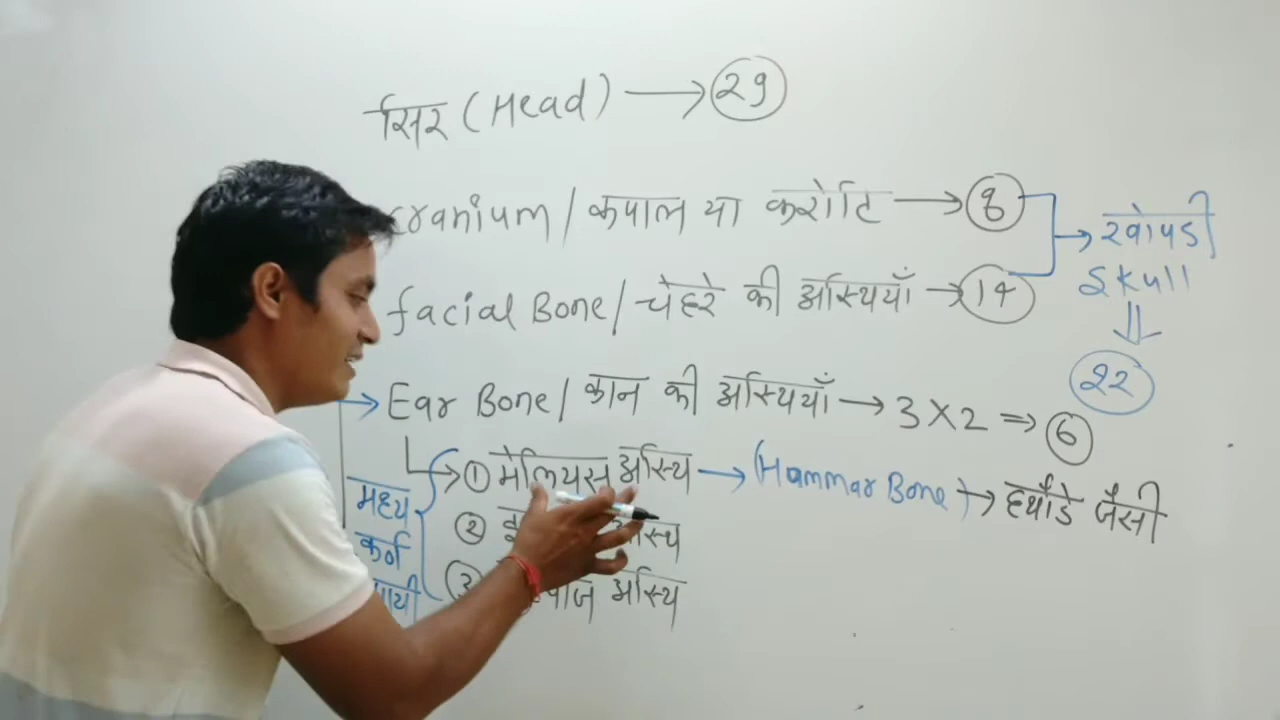 सिर (Head) → 29
cranium / कपाल या करोटि → 8
खोपडी
Skull
⇓
22
facial Bone / चेहरे की अस्थियाँ → 14
Ear Bone / कान की अस्थियाँ → 3 X 2 ⇒ 6
① मेलियस अस्थि → (Hammar Bone) → हथौडे जैसी
② अस्थि
③ अस्थि
मध्य
कर्ण